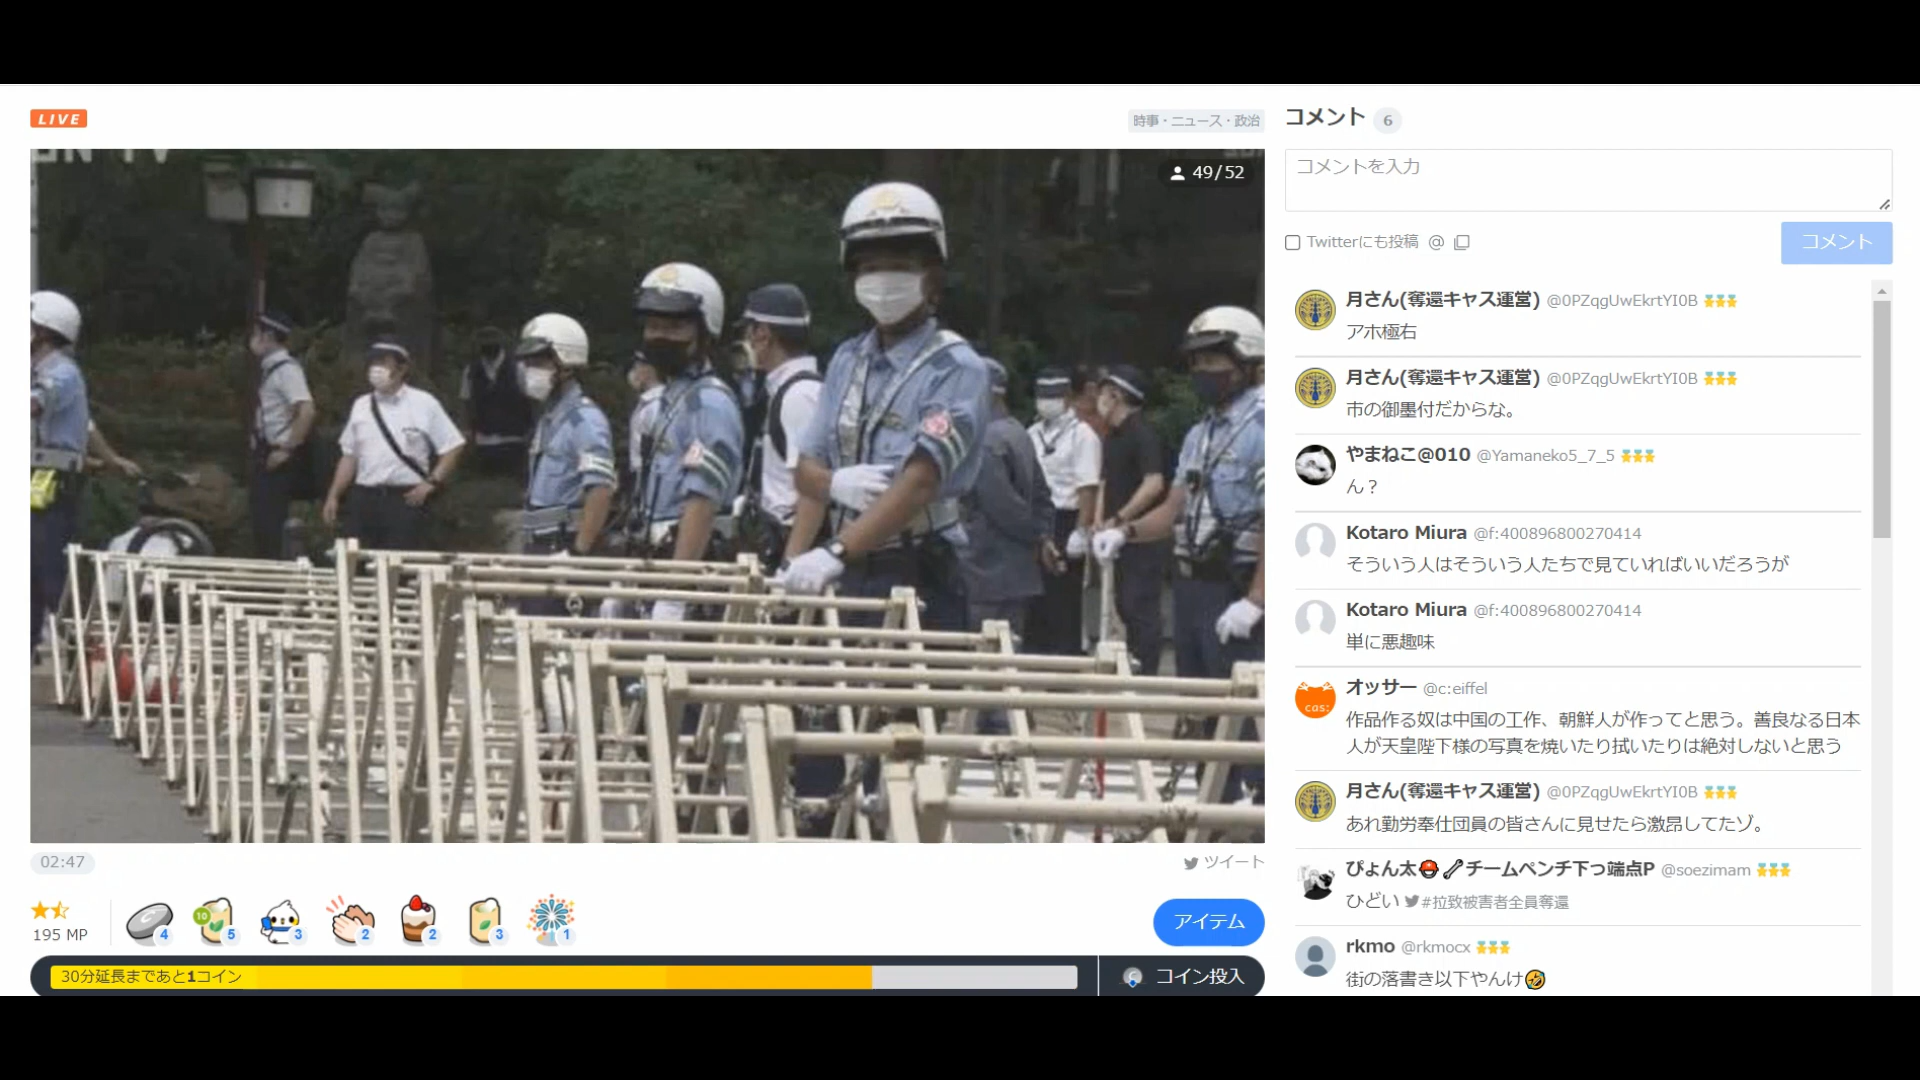 LIVE
時事・ニュース・政治
49/52
02:47
ツイート
195 MP
10
4
5
3
2
2
3
1
アイテム
30分延長まであと1コイン
コイン投入
コメント 6
コメントを入力
Twitterにも投稿 @
コメント
月さん(奪還キャス運営) @0PZqgUwEkrtYI0B
アホ極右
月さん(奪還キャス運営) @0PZqgUwEkrtYI0B
市の御墨付だからな。
やまねこ@010 @Yamaneko5_7_5
ん？
Kotaro Miura @f:400896800270414
そういう人はそういう人たちで見ていればいいだろうが
Kotaro Miura @f:400896800270414
単に悪趣味
cas:
オッサー @c:eiffel
作品作る奴は中国の工作、朝鮮人が作ってと思う。善良なる日本
人が天皇陛下様の写真を焼いたり拭いたりは絶対しないと思う
月さん(奪還キャス運営) @0PZqgUwEkrtYI0B
あれ勤労奉仕団員の皆さんに見せたら激昂してたゾ。
ぴょん太⛑🦴チームペンチ下っ端点P @soezimam
ひどい #拉致被害者全員奪還
rkmo @rkmocx
街の落書き以下やんけ🤣